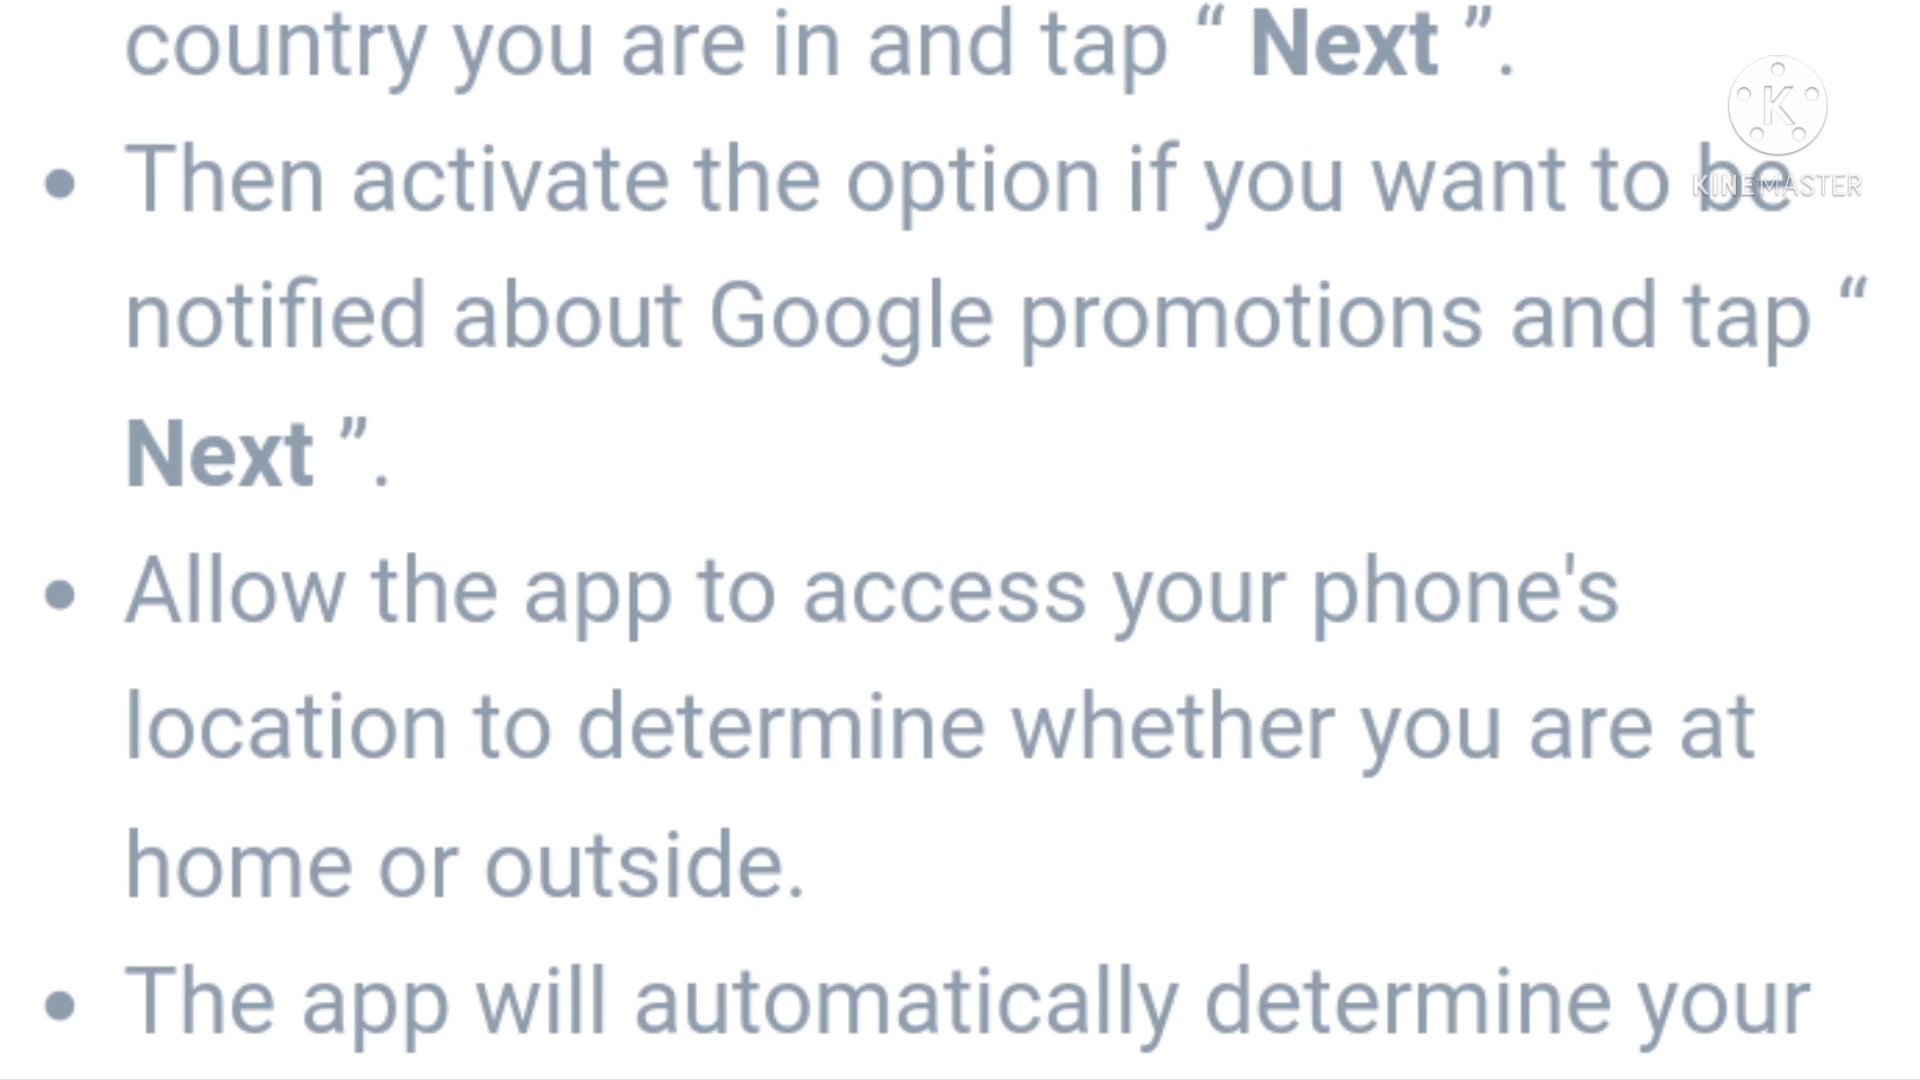 country you are in and tap “ Next ”.
• Then activate the option if you want to be
notified about Google promotions and tap “
Next ”.
• Allow the app to access your phone's
location to determine whether you are at
home or outside.
• The app will automatically determine your
K
KINEMASTER